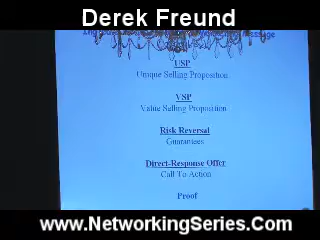 Derek Freund
USP
Unique Selling Proposition
VSP
Value Selling Proposition
Risk Reversal
Guarantees
Direct-Response Offer
Call To Action
Proof
www.NetworkingSeries.Com